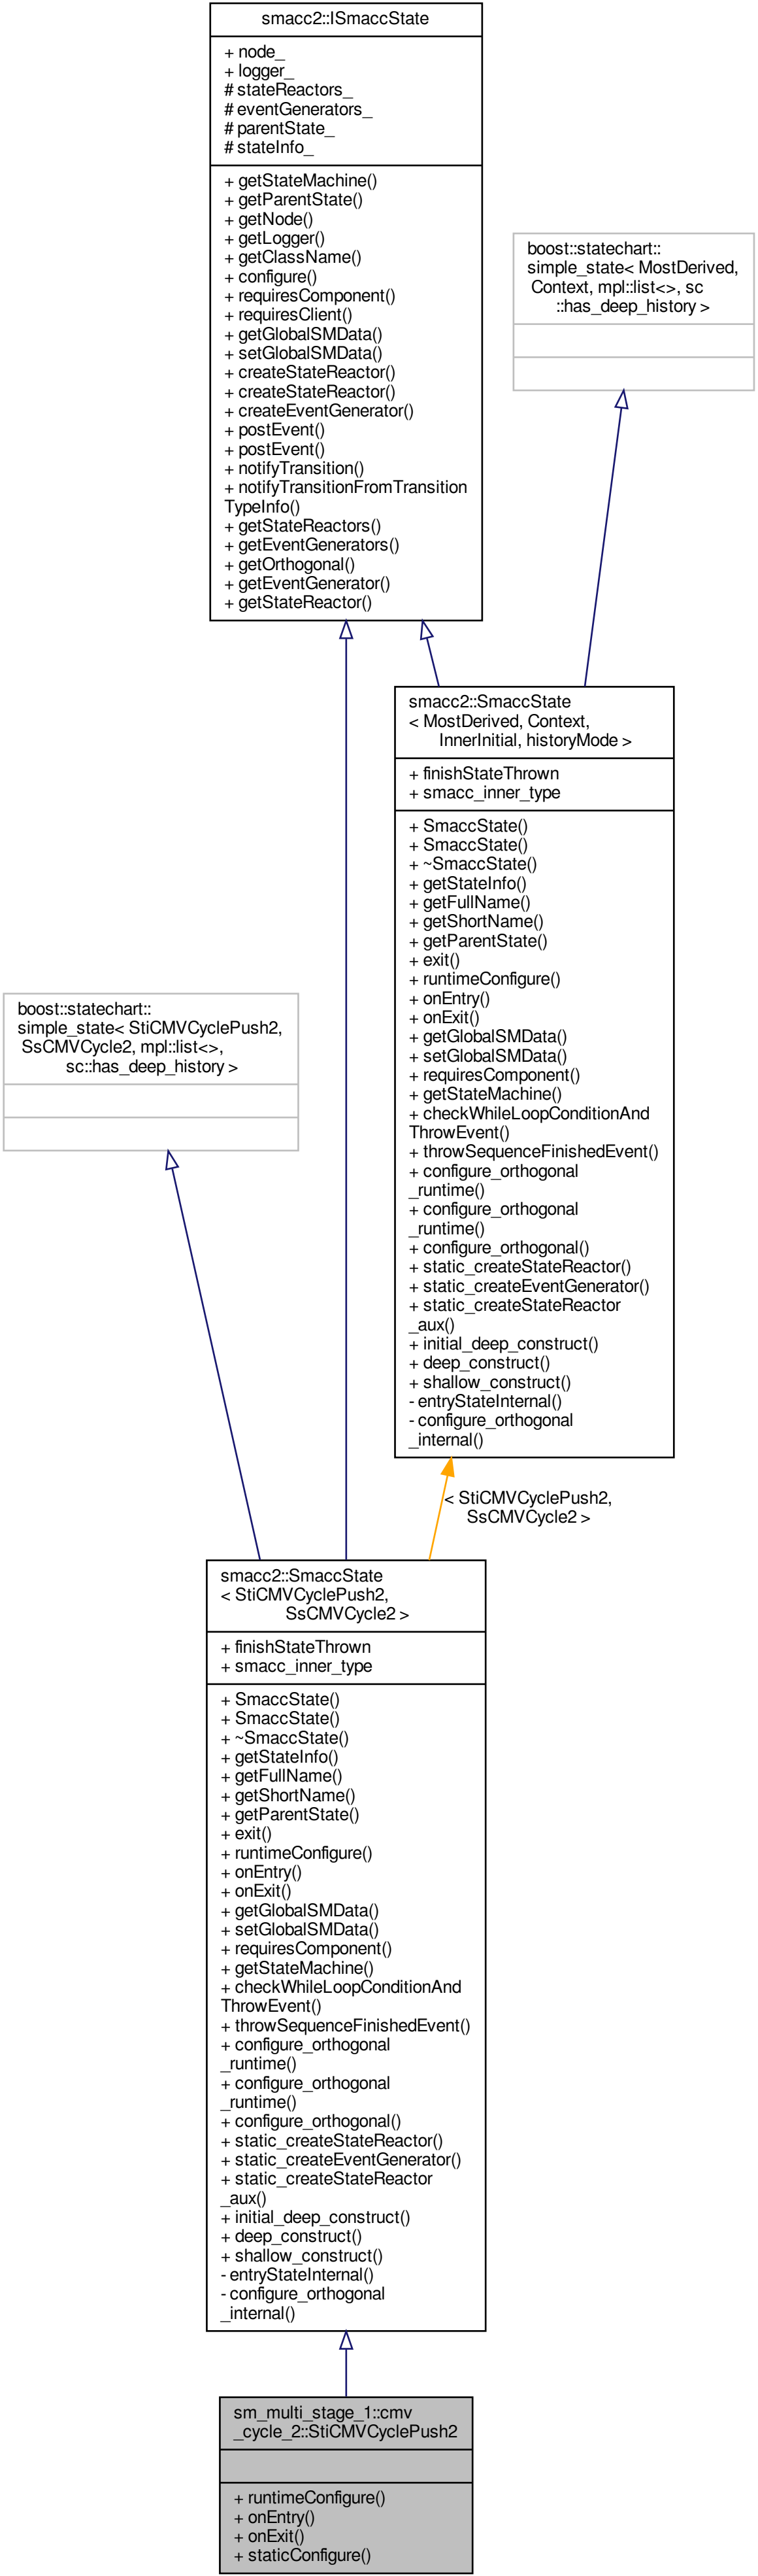 smacc2::ISmaccState
+ node_
+ logger_
# stateReactors_
# eventGenerators_
# parentState_
# stateInfo_
+ getStateMachine()
+ getParentState()
+ getNode()
+ getLogger()
+ getClassName()
+ configure()
+ requiresComponent()
+ requiresClient()
+ getGlobalSMData()
+ setGlobalSMData()
+ createStateReactor()
+ createStateReactor()
+ createEventGenerator()
+ postEvent()
+ postEvent()
+ notifyTransition()
+ notifyTransitionFromTransition
TypeInfo()
+ getStateReactors()
+ getEventGenerators()
+ getOrthogonal()
+ getEventGenerator()
+ getStateReactor()
boost::statechart::
simple_state< MostDerived,
Context, mpl::list<>, sc
::has_deep_history >
smacc2::SmaccState
< MostDerived, Context,
InnerInitial, historyMode >
+ finishStateThrown
+ smacc_inner_type
+ SmaccState()
+ SmaccState()
+ ~SmaccState()
+ getStateInfo()
+ getFullName()
+ getShortName()
+ getParentState()
+ exit()
+ runtimeConfigure()
+ onEntry()
+ onExit()
+ getGlobalSMData()
+ setGlobalSMData()
+ requiresComponent()
+ getStateMachine()
+ checkWhileLoopConditionAnd
ThrowEvent()
+ throwSequenceFinishedEvent()
+ configure_orthogonal
_runtime()
+ configure_orthogonal
_runtime()
+ configure_orthogonal()
+ static_createStateReactor()
+ static_createEventGenerator()
+ static_createStateReactor
_aux()
+ initial_deep_construct()
+ deep_construct()
+ shallow_construct()
- entryStateInternal()
- configure_orthogonal
_internal()
boost::statechart::
simple_state< StiCMVCyclePush2,
SsCMVCycle2, mpl::list<>,
sc::has_deep_history >
< StiCMVCyclePush2,
SsCMVCycle2 >
smacc2::SmaccState
< StiCMVCyclePush2,
SsCMVCycle2 >
+ finishStateThrown
+ smacc_inner_type
+ SmaccState()
+ SmaccState()
+ ~SmaccState()
+ getStateInfo()
+ getFullName()
+ getShortName()
+ getParentState()
+ exit()
+ runtimeConfigure()
+ onEntry()
+ onExit()
+ getGlobalSMData()
+ setGlobalSMData()
+ requiresComponent()
+ getStateMachine()
+ checkWhileLoopConditionAnd
ThrowEvent()
+ throwSequenceFinishedEvent()
+ configure_orthogonal
_runtime()
+ configure_orthogonal
_runtime()
+ configure_orthogonal()
+ static_createStateReactor()
+ static_createEventGenerator()
+ static_createStateReactor
_aux()
+ initial_deep_construct()
+ deep_construct()
+ shallow_construct()
- entryStateInternal()
- configure_orthogonal
_internal()
sm_multi_stage_1::cmv
_cycle_2::StiCMVCyclePush2
+ runtimeConfigure()
+ onEntry()
+ onExit()
+ staticConfigure()